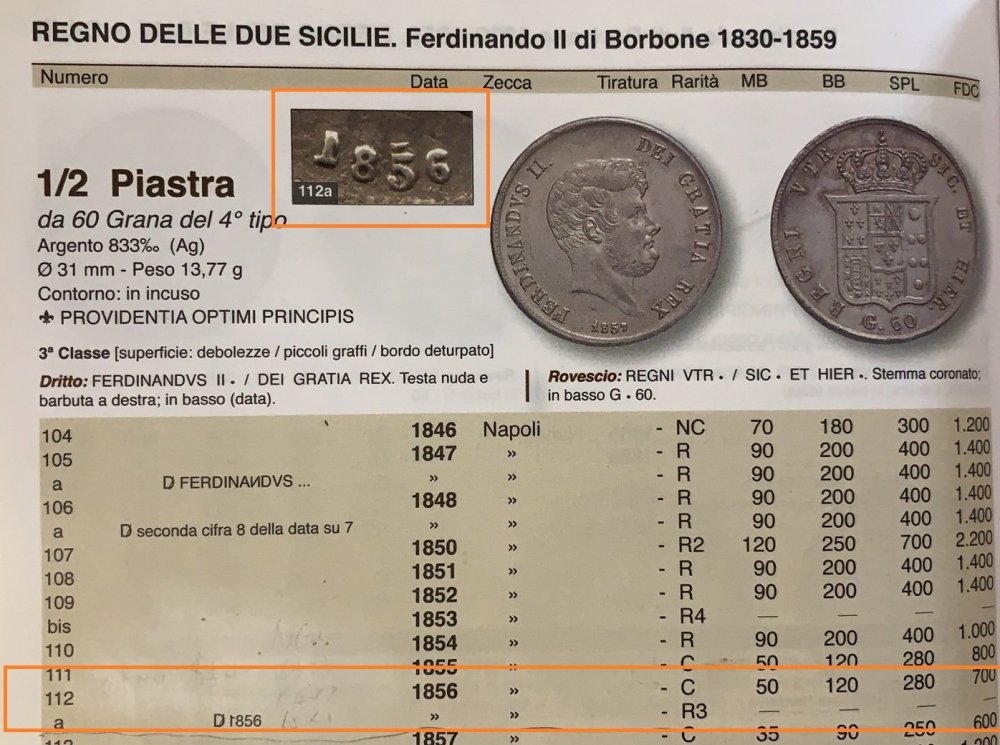 REGNO DELLE DUE SICILIE. Ferdinando II di Borbone 1830-1859
Numero Data Zecca Tiratura Rarità MB BB SPL FDC
1856
112a
1/2 Piastra
da 60 Grana del 4° tipo
Argento 833‰ (Ag)
Ø 31 mm - Peso 13,77 g
Contorno: in incuso
⚜ PROVIDENTIA OPTIMI PRINCIPIS
FERDINANDVS II. DEI GRATIA REX
1857
REGNI VTR. SIC. ET HIER.
G. 60
3ª Classe [superficie: debolezze / piccoli graffi / bordo deturpato]
Dritto: FERDINANDVS II • / DEI GRATIA REX. Testa nuda e
barbuta a destra; in basso (data).
Rovescio: REGNI VTR • / SIC • ET HIER •. Stemma coronato;
in basso G • 60.
104 1846 Napoli - NC 70 180 300 1.200
105 1847 » - R 90 200 400 1.400
a D FERDINAИDVS ... » » - R 90 200 400 1.400
106 1848 » - R 90 200 400 1.400
a D seconda cifra 8 della data su 7 » » - R 90 200 400 1.400
107 1850 » - R2 120 250 700 2.200
108 1851 » - R 90 200 400 1.400
109 1852 » - R 90 200 400 1.400
bis 1853 » - R4 — — — —
110 1854 » - R 90 200 400 1.000
111 1855 » - C 50 120 280 800
112 1856 » - C 50 120 280 700
a D 1856 » » - R3 — — — —
113 1857 » - C 35 90 250 600
1.200